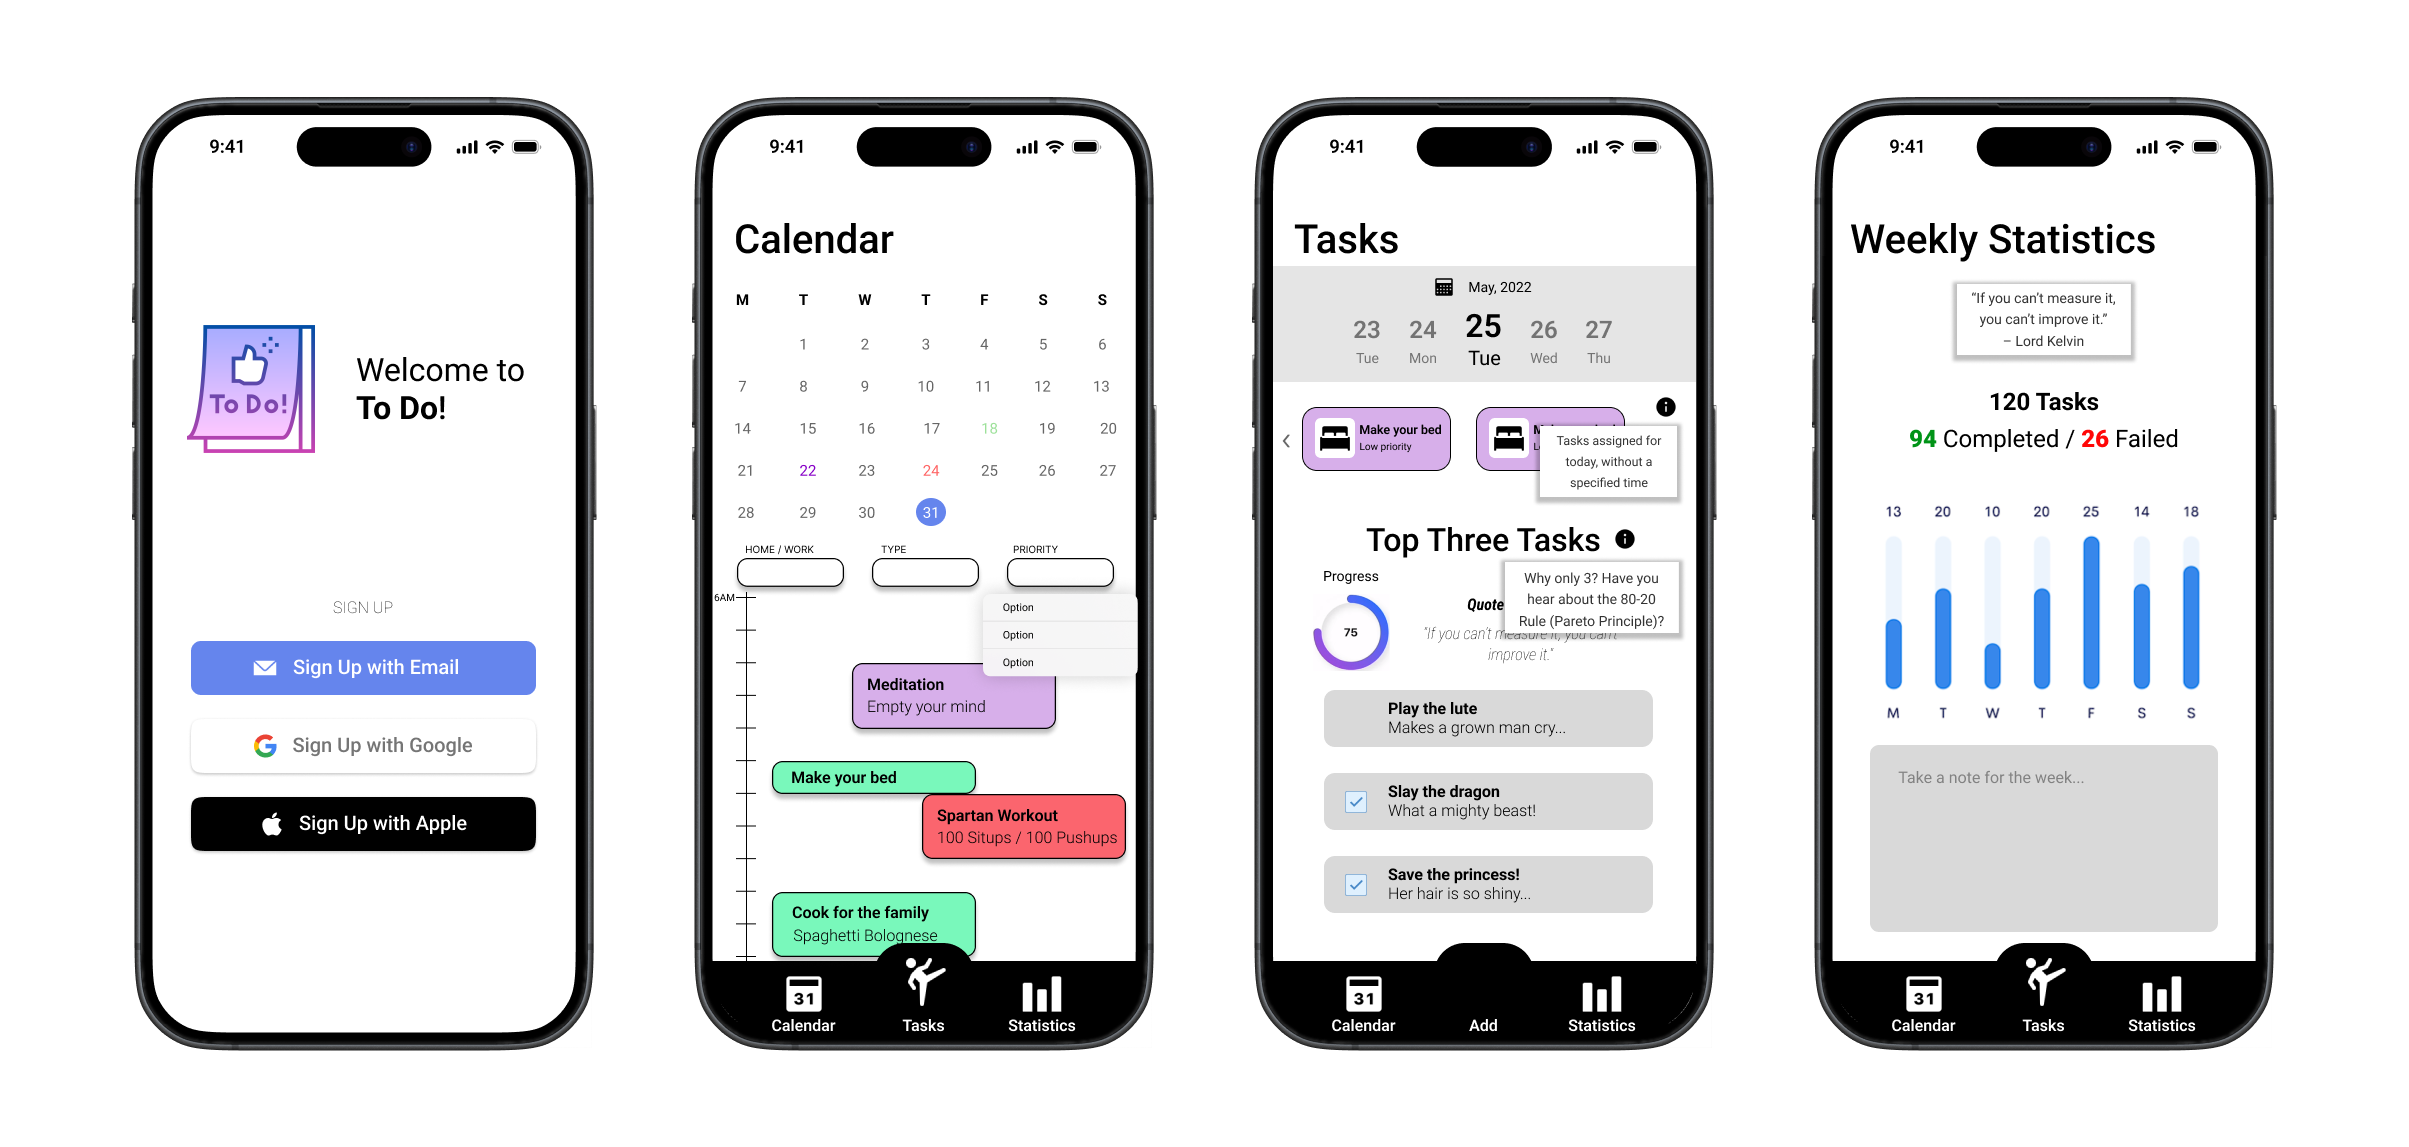 9:41
To Do!
Welcome to
To Do!
SIGN UP
Sign Up with Email
Sign Up with Google
Sign Up with Apple
9:41
Calendar
M T W T F S S
1 2 3 4 5 6
7 8 9 10 11 12 13
14 15 16 17 18 19 20
21 22 23 24 25 26 27
28 29 30 31
HOME / WORK TYPE PRIORITY
6AM
Option
Option
Option
Meditation
Empty your mind
Make your bed
Spartan Workout
100 Situps / 100 Pushups
Cook for the family
Spaghetti Bolognese
31
Calendar Tasks Statistics
9:41
Tasks
May, 2022
23 24 25 26 27
Tue Mon Tue Wed Thu
Make your bed
Low priority
Tasks assigned for
today, without a
specified time
Top Three Tasks
Progress
75
Why only 3? Have you
hear about the 80-20
Rule (Pareto Principle)?
Quote
"If you can't measure it, you can't
improve it."
Play the lute
Makes a grown man cry...
Slay the dragon
What a mighty beast!
Save the princess!
Her hair is so shiny...
31
Calendar Add Statistics
9:41
Weekly Statistics
“If you can’t measure it,
you can’t improve it.”
– Lord Kelvin
120 Tasks
94 Completed / 26 Failed
13 20 10 20 25 14 18
M T W T F S S
Take a note for the week...
31
Calendar Tasks Statistics